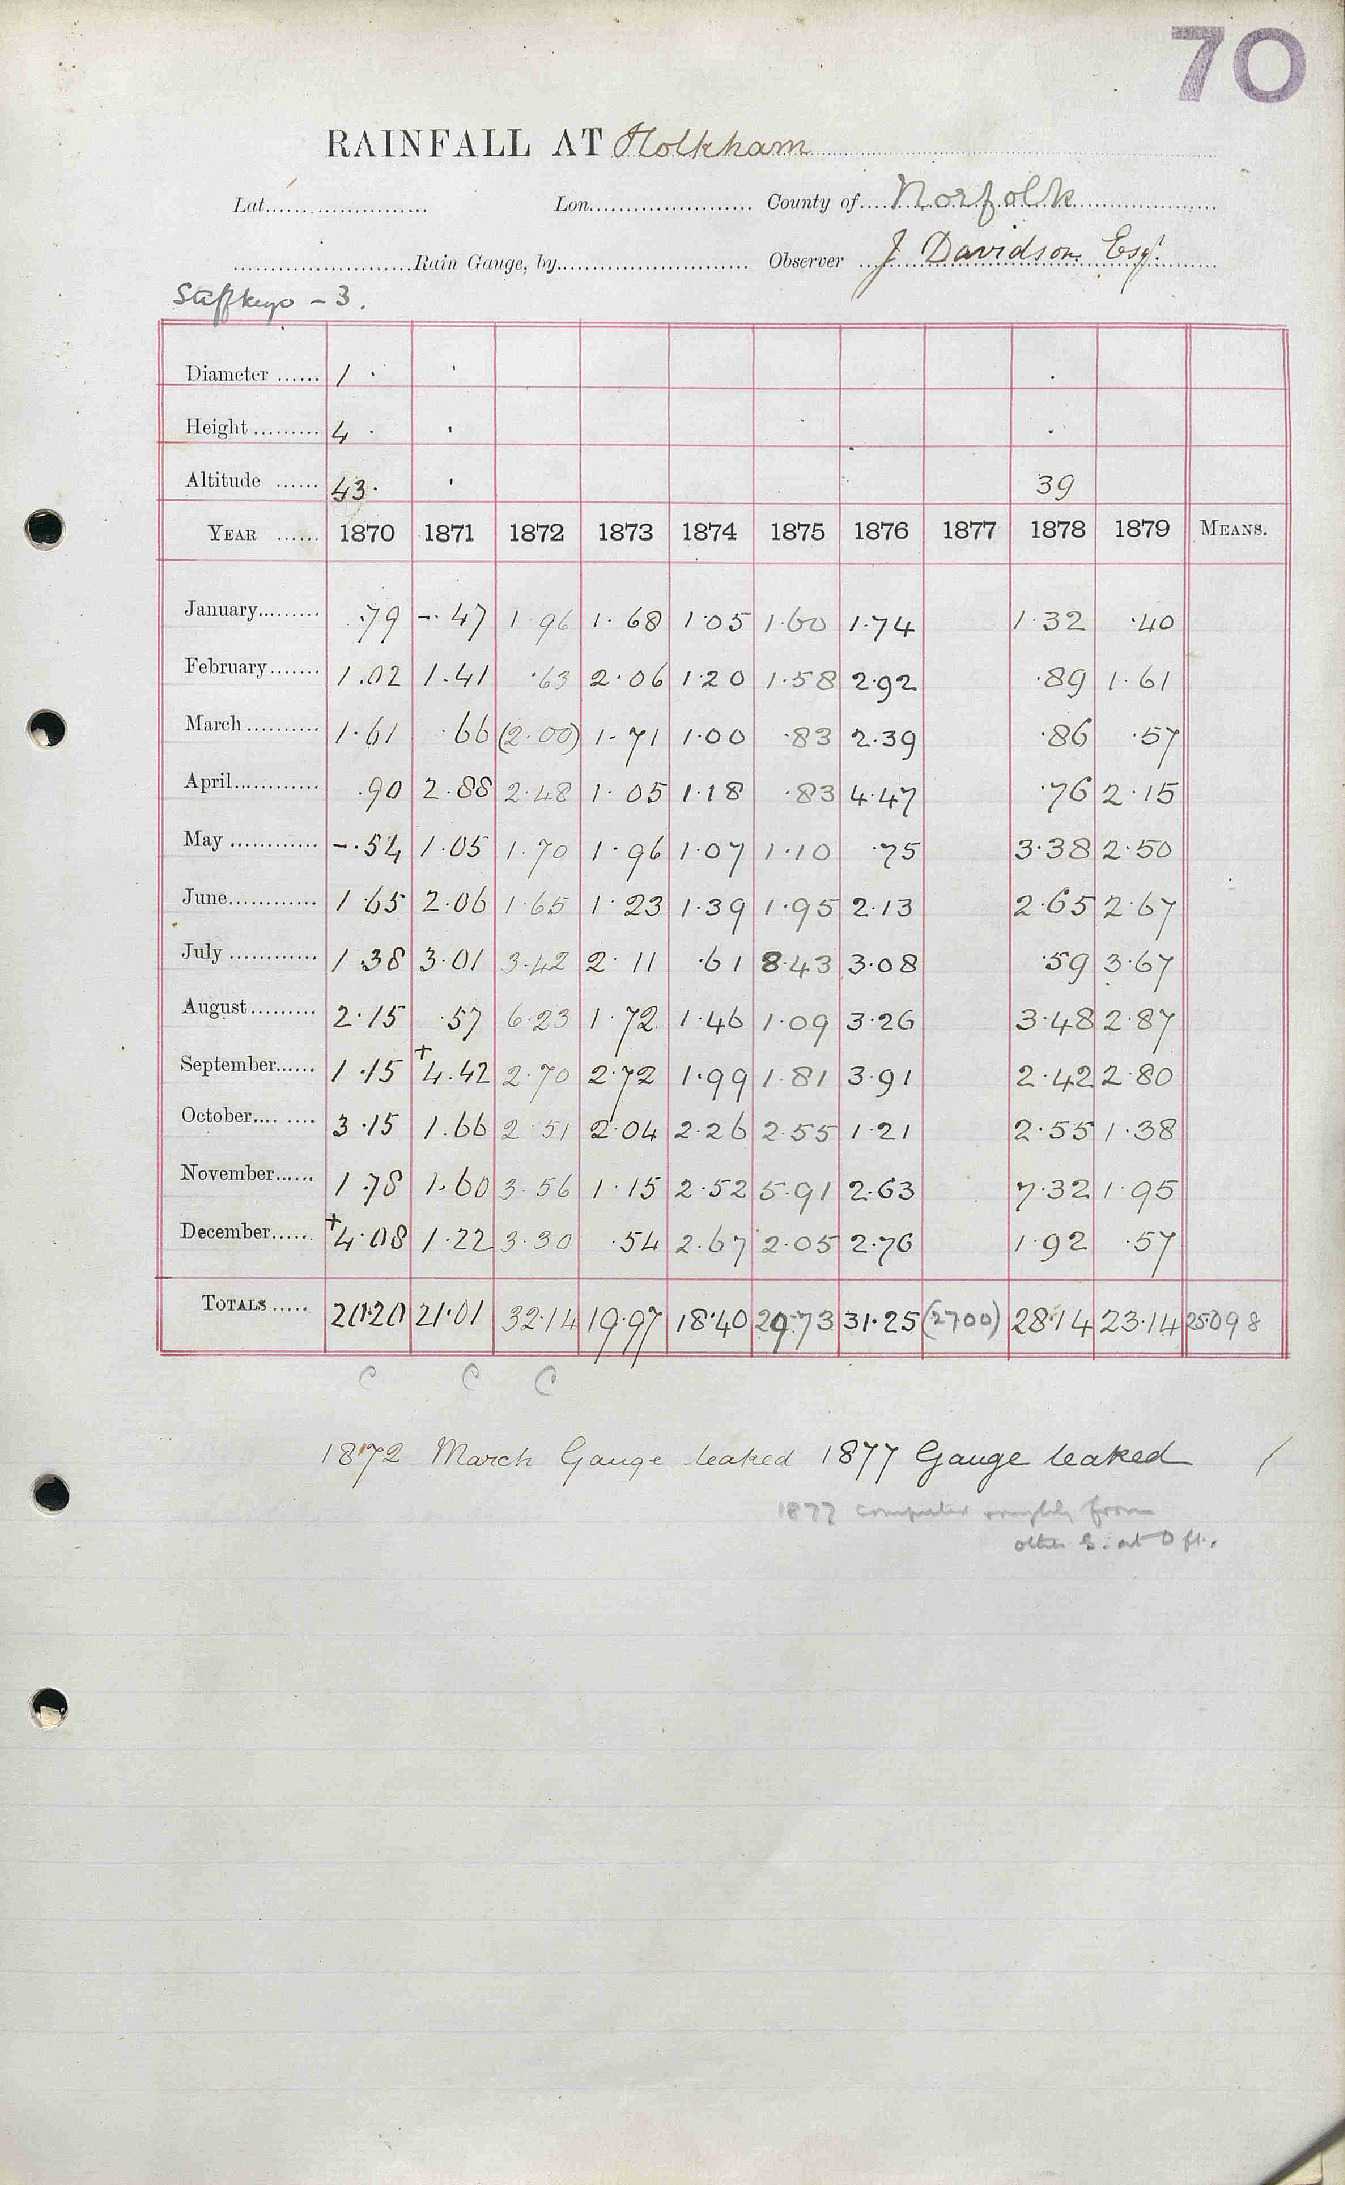 70
RAINFALL AT Holkham
Lat. Lon. County of Norfolk
Rain Gauge, by Observer J Davidson Esqr.
- 3.
Diameter 1 .
Height 4 .
Altitude 43. 39
YEAR 1870 1871 1872 1873 1874 1875 1876 1877 1878 1879 MEANS.
January .79 -.47 1.96 1.68 1.05 1.60 1.74 1.32 .40
February 1.02 1.41 .63 2.06 1.20 1.58 2.92 .89 1.61
March 1.61 .66 (2.00) 1.71 1.00 .83 2.39 .86 .57
April .90 2.88 2.48 1.05 1.18 .83 4.47 .76 2.15
May -.54 1.05 1.70 1.96 1.07 1.10 .75 3.38 2.50
June 1.65 2.06 1.65 1.23 1.39 1.95 2.13 2.65 2.67
July 1.38 3.01 3.42 2.11 .61 8.43 3.08 .59 3.67
August 2.15 .57 6.23 1.72 1.46 1.09 3.26 3.48 2.87
September 1.15 +4.42 2.70 2.72 1.99 1.81 3.91 2.42 2.80
October 3.15 1.66 2.51 2.04 2.26 2.55 1.21 2.55 1.38
November 1.78 1.60 3.56 1.15 2.52 5.91 2.63 7.32 1.95
December +4.08 1.22 3.30 .54 2.67 2.05 2.76 1.92 .57
TOTALS 20.20 21.01 32.14 19.97 18.40 29.73 31.25 (2700) 28.14 23.14 25098
C C C
1872 March Gauge leaked 1877 Gauge leaked /
1877 computed roughly from
other G. at 0 ft.